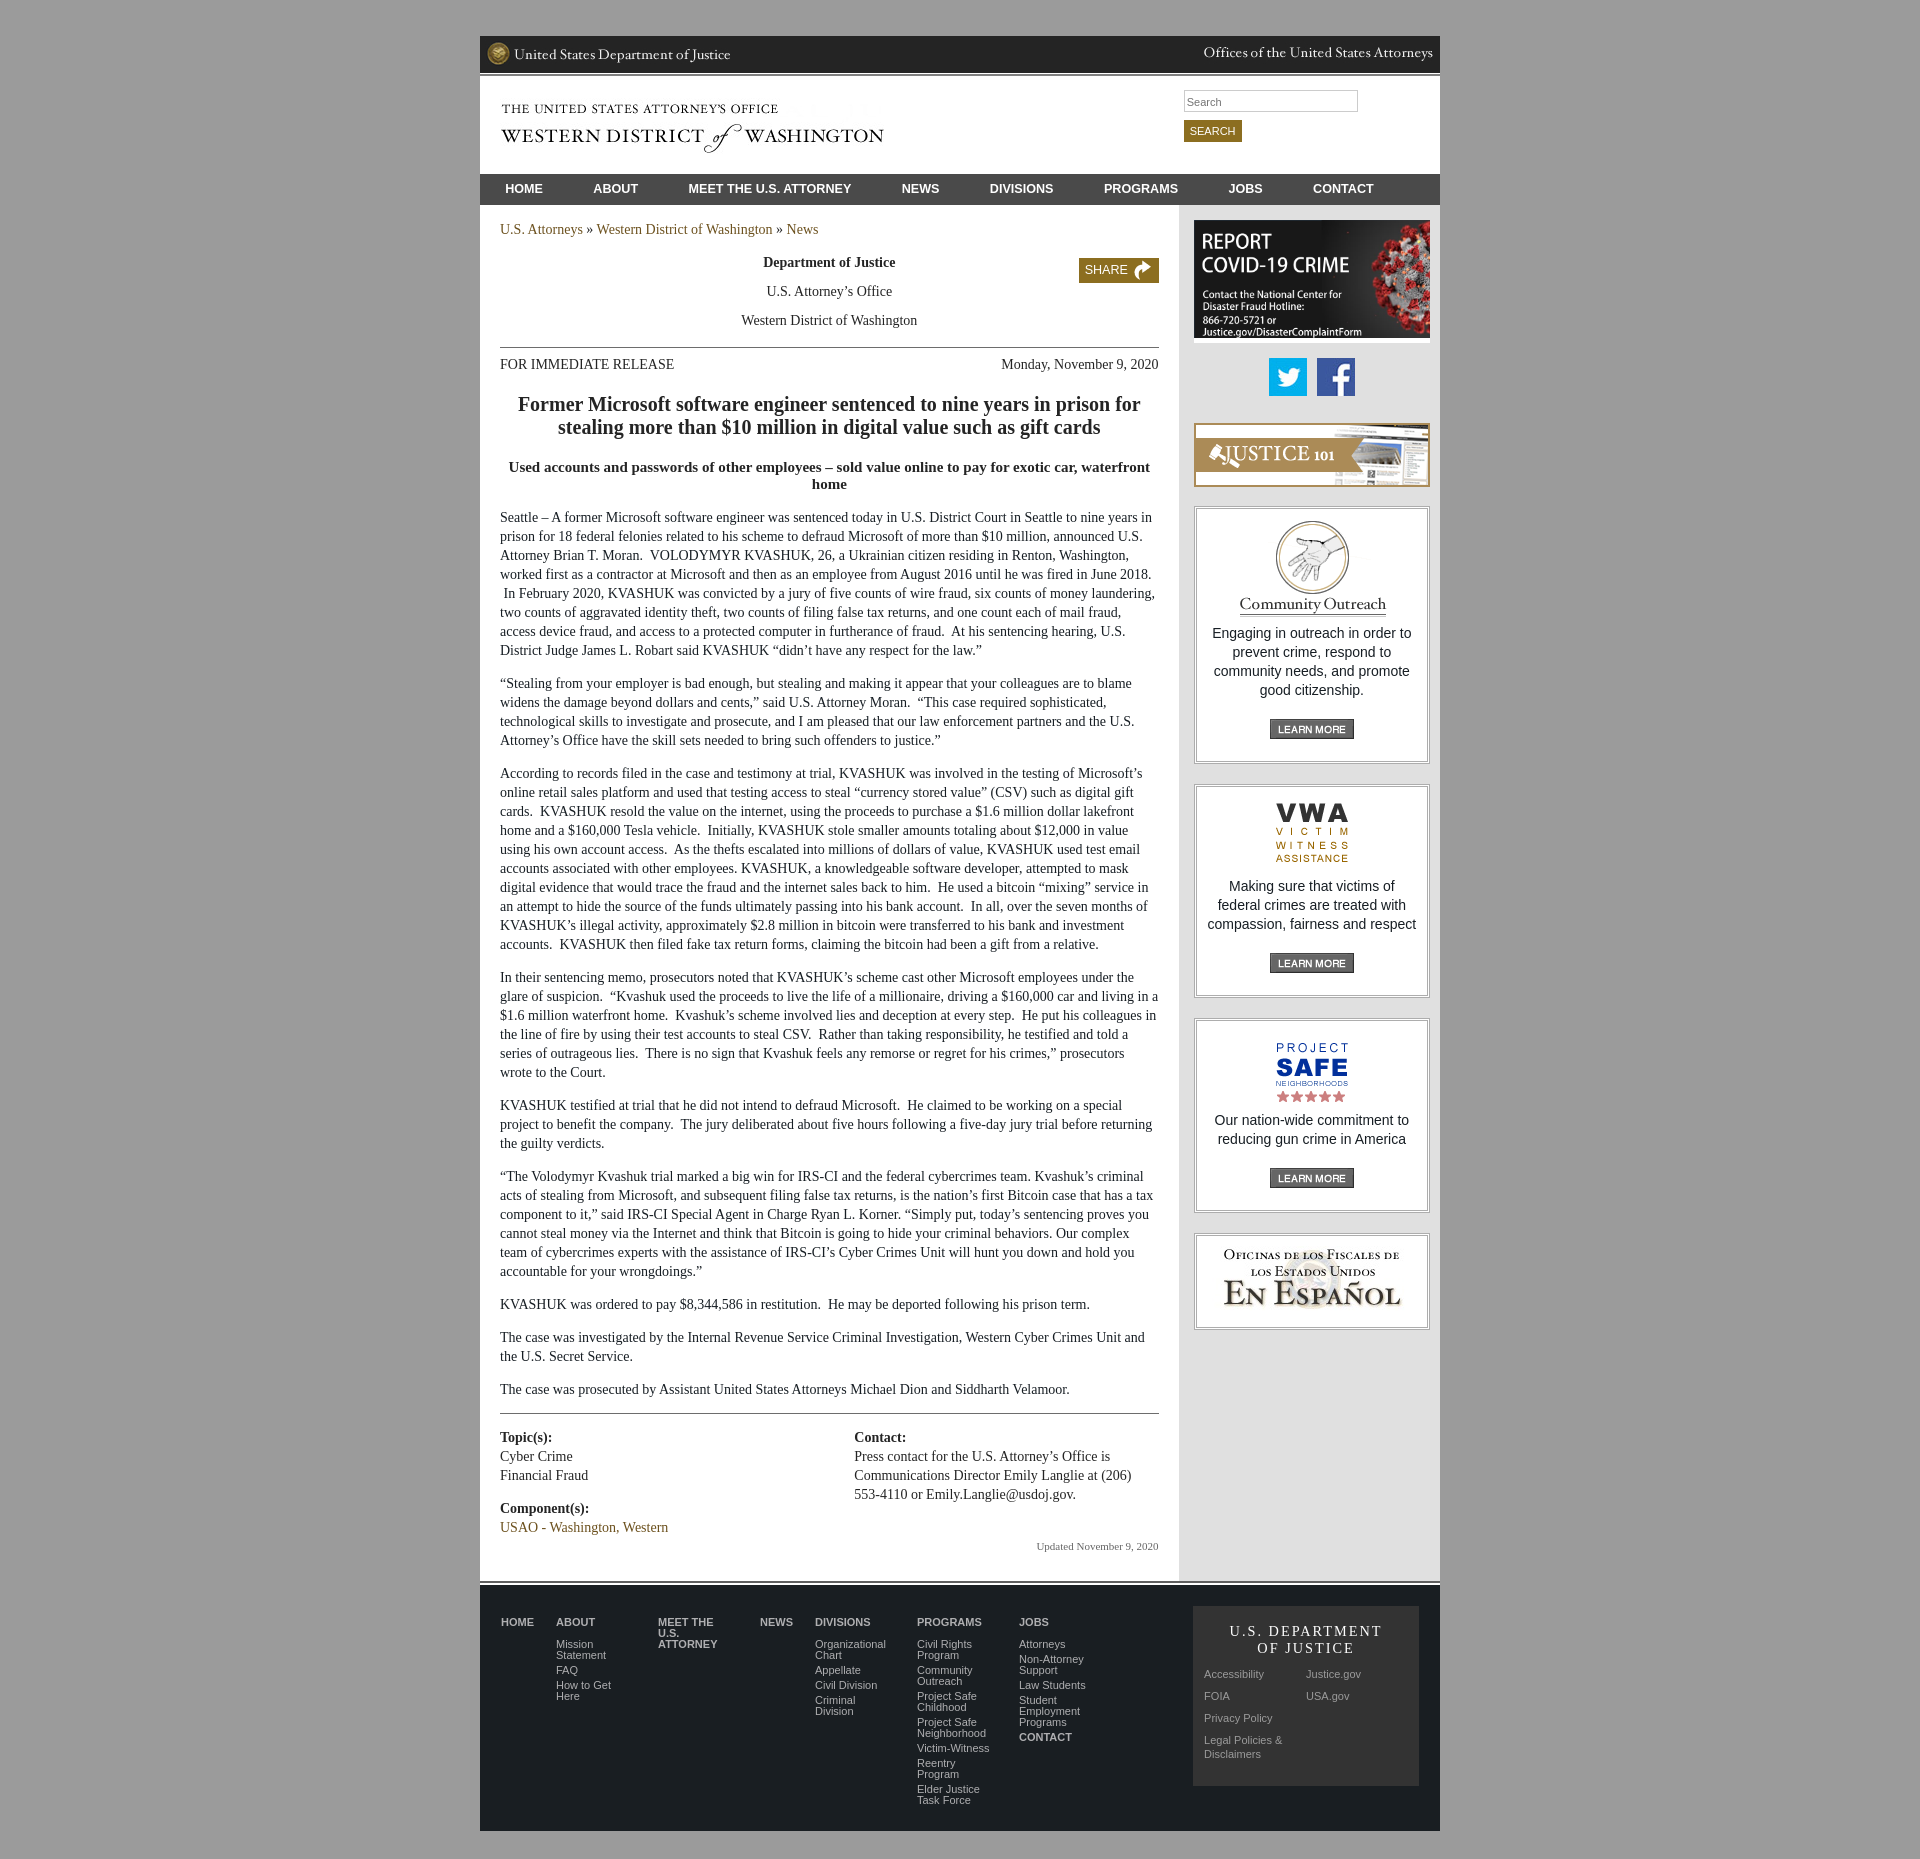 United States Department of Justice
Offices of the United States Attorneys
THE UNITED STATES ATTORNEY'S OFFICE
WESTERN DISTRICT of WASHINGTON
Search
SEARCH
HOME ABOUT MEET THE U.S. ATTORNEY NEWS DIVISIONS PROGRAMS JOBS CONTACT
U.S. Attorneys » Western District of Washington » News
SHARE
Department of Justice
U.S. Attorney’s Office
Western District of Washington
FOR IMMEDIATE RELEASE
Monday, November 9, 2020
Former Microsoft software engineer sentenced to nine years in prison for
stealing more than $10 million in digital value such as gift cards
Used accounts and passwords of other employees – sold value online to pay for exotic car, waterfront
home
Seattle – A former Microsoft software engineer was sentenced today in U.S. District Court in Seattle to nine years in
prison for 18 federal felonies related to his scheme to defraud Microsoft of more than $10 million, announced U.S.
Attorney Brian T. Moran.  VOLODYMYR KVASHUK, 26, a Ukrainian citizen residing in Renton, Washington,
worked first as a contractor at Microsoft and then as an employee from August 2016 until he was fired in June 2018.
In February 2020, KVASHUK was convicted by a jury of five counts of wire fraud, six counts of money laundering,
two counts of aggravated identity theft, two counts of filing false tax returns, and one count each of mail fraud,
access device fraud, and access to a protected computer in furtherance of fraud.  At his sentencing hearing, U.S.
District Judge James L. Robart said KVASHUK “didn’t have any respect for the law.”
“Stealing from your employer is bad enough, but stealing and making it appear that your colleagues are to blame
widens the damage beyond dollars and cents,” said U.S. Attorney Moran.  “This case required sophisticated,
technological skills to investigate and prosecute, and I am pleased that our law enforcement partners and the U.S.
Attorney’s Office have the skill sets needed to bring such offenders to justice.”
According to records filed in the case and testimony at trial, KVASHUK was involved in the testing of Microsoft’s
online retail sales platform and used that testing access to steal “currency stored value” (CSV) such as digital gift
cards.  KVASHUK resold the value on the internet, using the proceeds to purchase a $1.6 million dollar lakefront
home and a $160,000 Tesla vehicle.  Initially, KVASHUK stole smaller amounts totaling about $12,000 in value
using his own account access.  As the thefts escalated into millions of dollars of value, KVASHUK used test email
accounts associated with other employees. KVASHUK, a knowledgeable software developer, attempted to mask
digital evidence that would trace the fraud and the internet sales back to him.  He used a bitcoin “mixing” service in
an attempt to hide the source of the funds ultimately passing into his bank account.  In all, over the seven months of
KVASHUK’s illegal activity, approximately $2.8 million in bitcoin were transferred to his bank and investment
accounts.  KVASHUK then filed fake tax return forms, claiming the bitcoin had been a gift from a relative.
In their sentencing memo, prosecutors noted that KVASHUK’s scheme cast other Microsoft employees under the
glare of suspicion.  “Kvashuk used the proceeds to live the life of a millionaire, driving a $160,000 car and living in a
$1.6 million waterfront home.  Kvashuk’s scheme involved lies and deception at every step.  He put his colleagues in
the line of fire by using their test accounts to steal CSV.  Rather than taking responsibility, he testified and told a
series of outrageous lies.  There is no sign that Kvashuk feels any remorse or regret for his crimes,” prosecutors
wrote to the Court.
KVASHUK testified at trial that he did not intend to defraud Microsoft.  He claimed to be working on a special
project to benefit the company.  The jury deliberated about five hours following a five-day jury trial before returning
the guilty verdicts.
“The Volodymyr Kvashuk trial marked a big win for IRS-CI and the federal cybercrimes team. Kvashuk’s criminal
acts of stealing from Microsoft, and subsequent filing false tax returns, is the nation’s first Bitcoin case that has a tax
component to it,” said IRS-CI Special Agent in Charge Ryan L. Korner. “Simply put, today’s sentencing proves you
cannot steal money via the Internet and think that Bitcoin is going to hide your criminal behaviors. Our complex
team of cybercrimes experts with the assistance of IRS-CI’s Cyber Crimes Unit will hunt you down and hold you
accountable for your wrongdoings.”
KVASHUK was ordered to pay $8,344,586 in restitution.  He may be deported following his prison term.
The case was investigated by the Internal Revenue Service Criminal Investigation, Western Cyber Crimes Unit and
the U.S. Secret Service.
The case was prosecuted by Assistant United States Attorneys Michael Dion and Siddharth Velamoor.
Topic(s):
Cyber Crime
Financial Fraud
Component(s):
USAO - Washington, Western
Contact:
Press contact for the U.S. Attorney’s Office is
Communications Director Emily Langlie at (206)
553-4110 or Emily.Langlie@usdoj.gov.
Updated November 9, 2020
REPORT
COVID-19 CRIME
Contact the National Center for
Disaster Fraud Hotline:
866-720-5721 or
Justice.gov/DisasterComplaintForm
JUSTICE 101
Community Outreach
Engaging in outreach in order to
prevent crime, respond to
community needs, and promote
good citizenship.
LEARN MORE
VWA
VICTIM
WITNESS
ASSISTANCE
Making sure that victims of
federal crimes are treated with
compassion, fairness and respect
LEARN MORE
PROJECT
SAFE
NEIGHBORHOODS
Our nation-wide commitment to
reducing gun crime in America
LEARN MORE
OFICINAS DE LOS FISCALES DE
LOS ESTADOS UNIDOS
EN ESPAÑOL
HOME
ABOUT
Mission
Statement
FAQ
How to Get
Here
MEET THE
U.S.
ATTORNEY
NEWS
DIVISIONS
Organizational
Chart
Appellate
Civil Division
Criminal
Division
PROGRAMS
Civil Rights
Program
Community
Outreach
Project Safe
Childhood
Project Safe
Neighborhood
Victim-Witness
Reentry
Program
Elder Justice
Task Force
JOBS
Attorneys
Non-Attorney
Support
Law Students
Student
Employment
Programs
CONTACT
U.S. DEPARTMENT
OF JUSTICE
Accessibility
FOIA
Privacy Policy
Legal Policies &
Disclaimers
Justice.gov
USA.gov